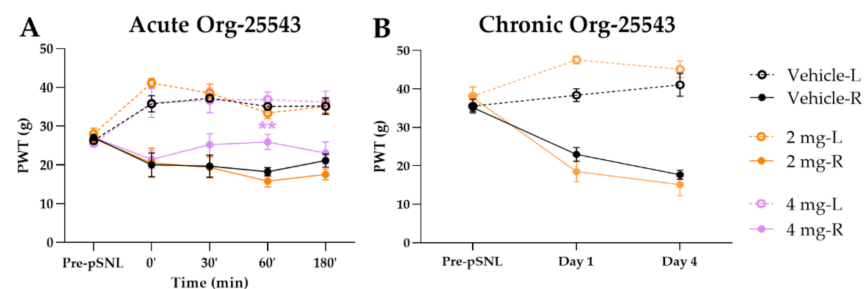 A
Acute Org-25543
PWT (g)
50
40
30
20
10
0
**
Pre-pSNL 0' 30' 60' 180'
Time (min)
B
Chronic Org-25543
PWT (g)
50
40
30
20
10
0
Pre-pSNL Day 1 Day 4
Vehicle-L
Vehicle-R
2 mg-L
2 mg-R
4 mg-L
4 mg-R